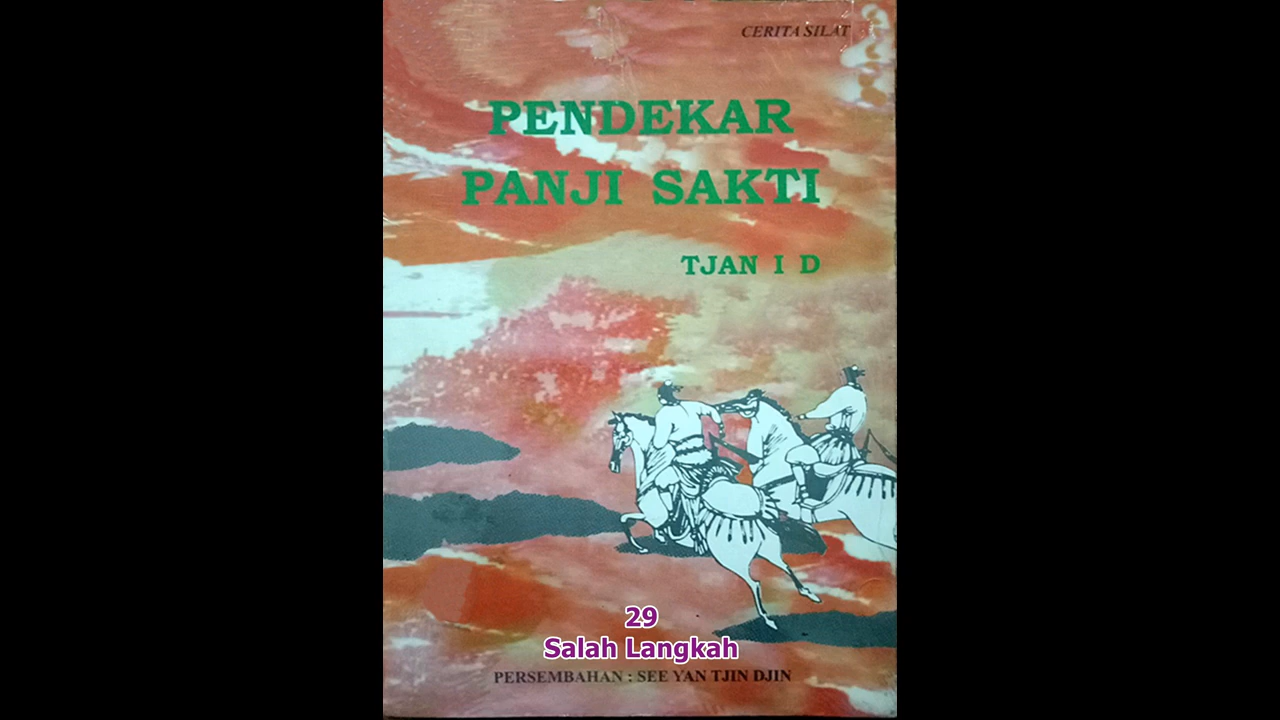 CERITA SILAT
PENDEKAR
PANJI SAKTI
TJAN I D
29
Salah Langkah
PERSEMBAHAN : SEE YAN TJIN DJIN